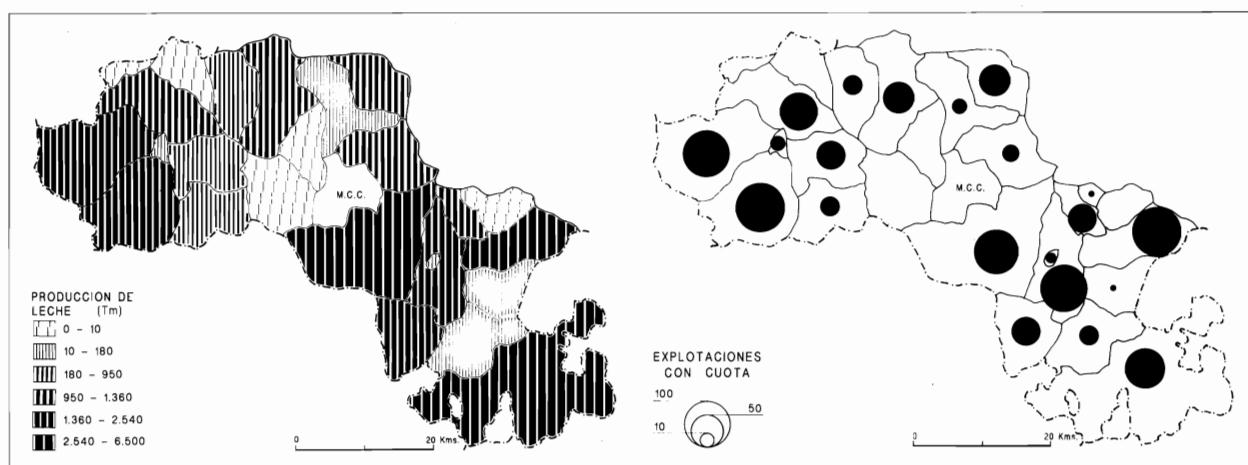 M.C.C.
PRODUCCION DE
LECHE (Tm)
0 - 10
10 - 180
180 - 950
950 - 1.360
1.360 - 2.540
2.540 - 6.500
0 20 Kms.
M.C.C.
EXPLOTACIONES
CON CUOTA
100
50
10
0 20 Kms.